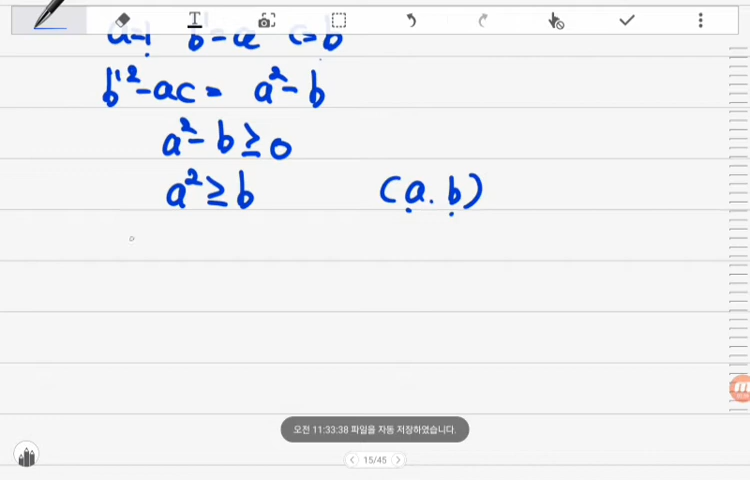 a=1 b'=a c=b
b'²-ac= a²-b
a²-b≥0
a²≥b (a.b)
오전 11:33:38 파일을 자동 저장하였습니다.
15/45